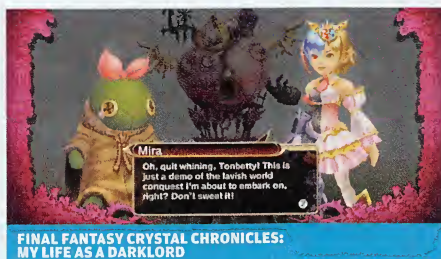 Mira
Oh, quit whining, Tonbetty! This is
just a demo of the lavish world
conquest I'm about to embark on,
right? Don't sweat it!
FINAL FANTASY CRYSTAL CHRONICLES:
MY LIFE AS A DARKLORD